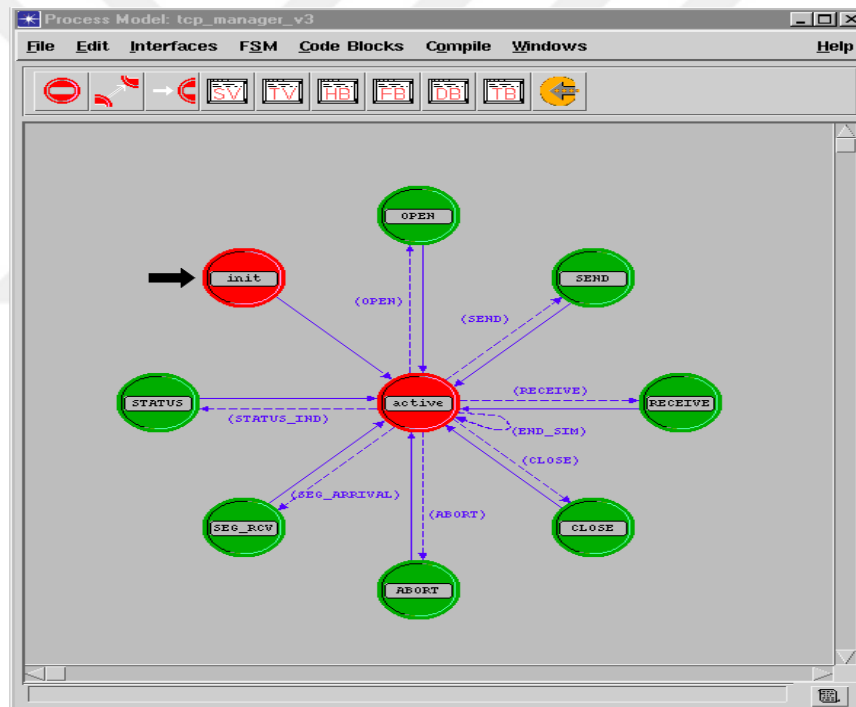 Process Model: tcp_manager_v3
File Edit Interfaces FSM Code Blocks Compile Windows Help
SV TV HB FB DB TB
OPEN
init
SEND
(OPEN)
(SEND)
STATUS
active
(RECEIVE)
RECEIVE
(STATUS_IND)
(END_SIM)
(CLOSE)
(SEG_ARRIVAL)
(ABORT)
SEG_RCV
CLOSE
ABORT